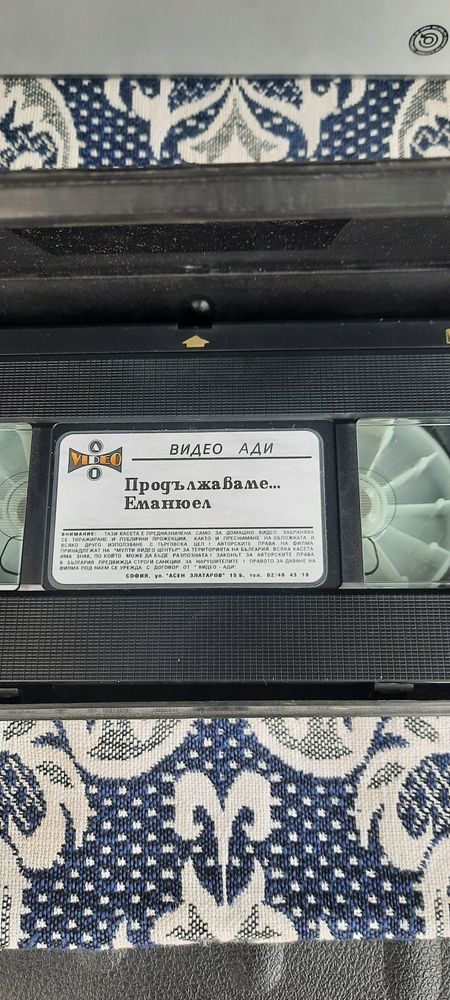 VIDEO
ВИДЕО АДИ
Продължаваме...
Еманюел
ВНИМАНИЕ: ТАЗИ КАСЕТА Е ПРЕДНАЗНАЧЕНА САМО ЗА ДОМАШНО ВИДЕО. ЗАБРАНЯВА
СЕ ТИРАЖИРАНЕ И ПУБЛИЧНИ ПРОЖЕКЦИИ, КАКТО И ПРЕСНИМАНЕ НА ОБЛОЖКАТА И
ВСЯКО ДРУГО ИЗПОЛЗВАНЕ С ТЪРГОВСКА ЦЕЛ ! АВТОРСКИТЕ ПРАВА НА ФИЛМА
ПРИНАДЛЕЖАТ НА "МУЛТИ ВИДЕО ЦЕНТЪР" ЗА ТЕРИТОРИЯТА НА БЪЛГАРИЯ. ВСЯКА КАСЕТА
ИМА ЗНАК, ПО КОЙТО МОЖЕ ДА БЪДЕ РАЗПОЗНАТА ! ЗАКОНЪТ ЗА АВТОРСКИТЕ ПРАВА
В БЪЛГАРИЯ ПРЕДВИЖДА СТРОГИ САНКЦИИ ЗА НАРУШИТЕЛИТЕ ! ПРАВОТО ЗА ДАВАНЕ НА
ФИЛМА ПОД НАЕМ СЕ УРЕЖДА С ДОГОВОР ОТ "ВИДЕО - АДИ".
СОФИЯ, ул. "АСЕН ЗЛАТАРОВ" 15 Б, тел. 02/48 43 18